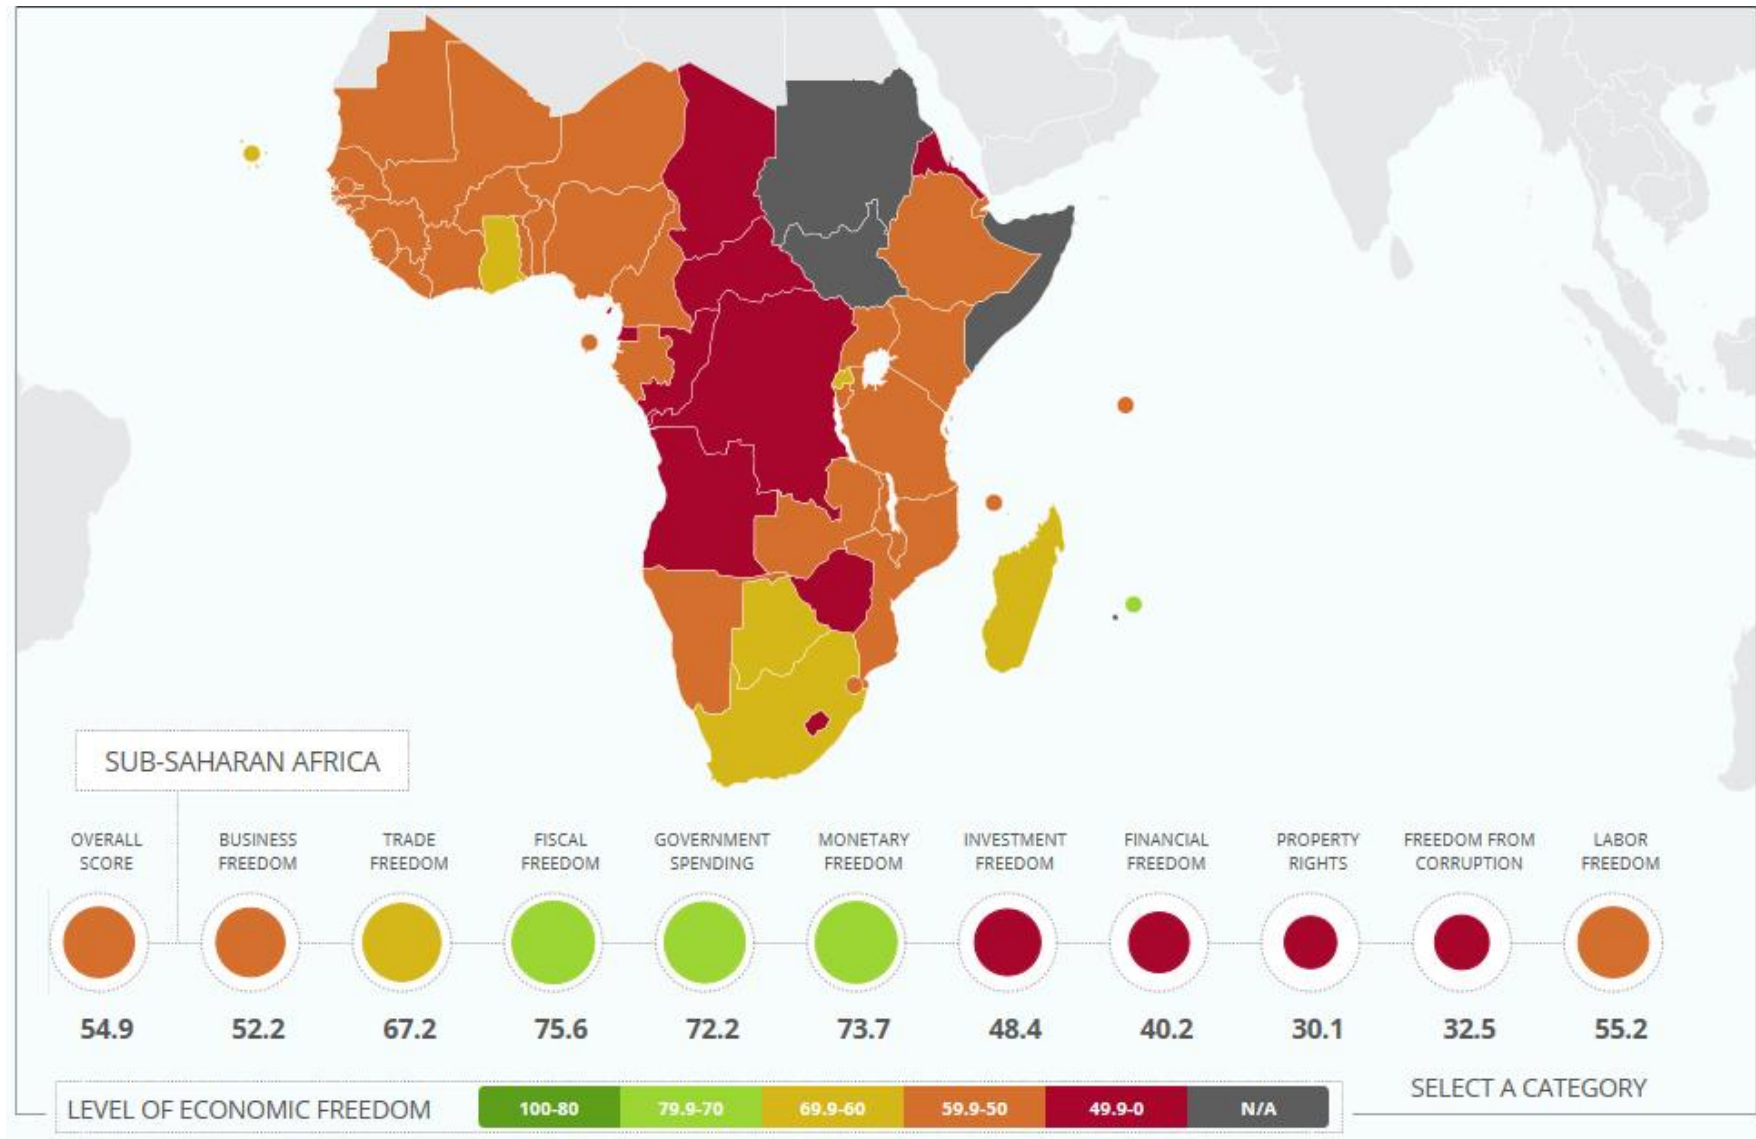 SUB-SAHARAN AFRICA
OVERALL SCORE
BUSINESS FREEDOM
TRADE FREEDOM
FISCAL FREEDOM
GOVERNMENT SPENDING
MONETARY FREEDOM
INVESTMENT FREEDOM
FINANCIAL FREEDOM
PROPERTY RIGHTS
FREEDOM FROM CORRUPTION
LABOR FREEDOM
54.9 52.2 67.2 75.6 72.2 73.7 48.4 40.2 30.1 32.5 55.2
SELECT A CATEGORY
LEVEL OF ECONOMIC FREEDOM 100-80 79.9-70 69.9-60 59.9-50 49.9-0 N/A